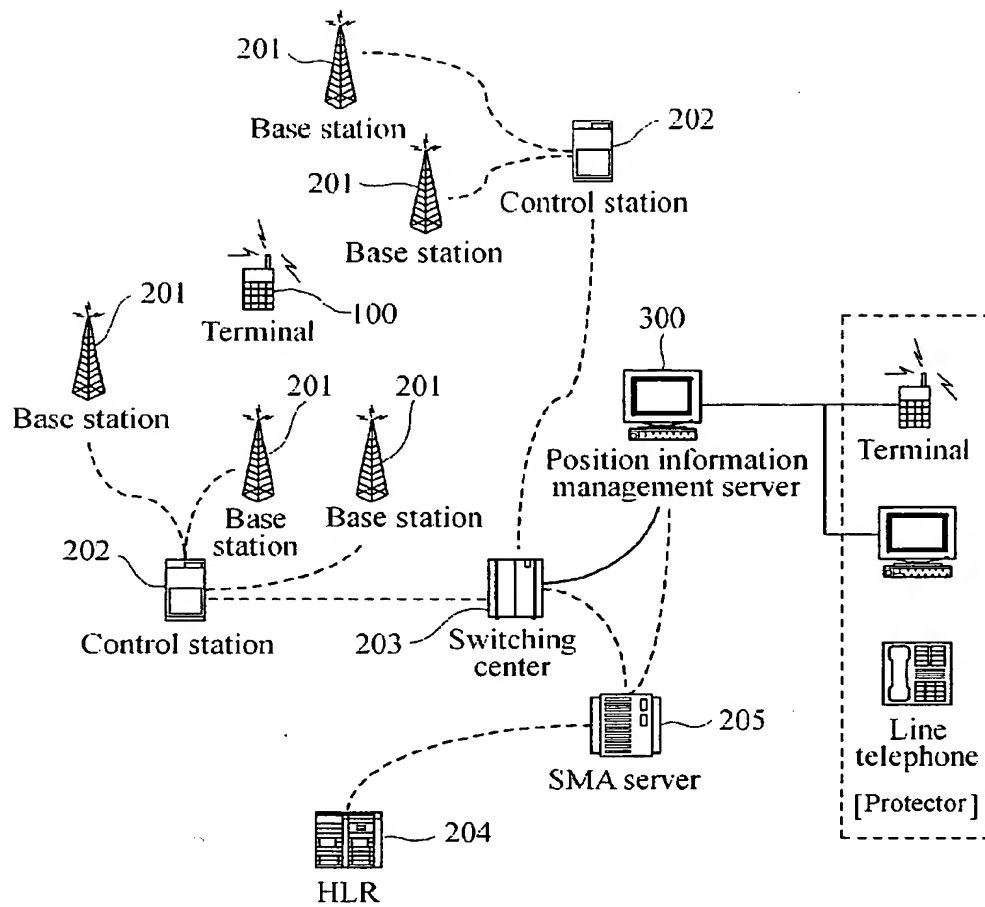 201
Base station
202
201
Control station
Base station
201
100
Terminal
300
Base station
201
201
Terminal
Position information
management server
Base
station
Base station
202
Control station
203
Switching
center
205
SMA server
Line
telephone
[Protector]
204
HLR